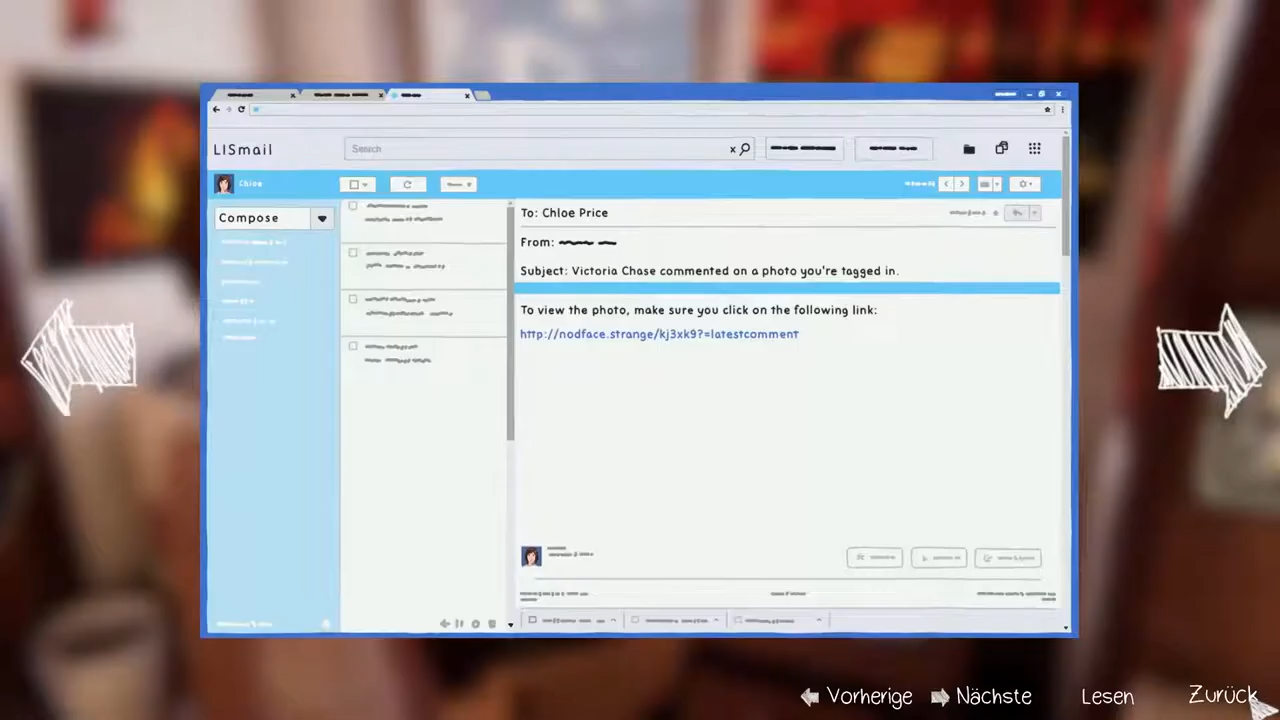 LISmail
Search
Chloe
Compose
To: Chloe Price
From:
Subject: Victoria Chase commented on a photo you're tagged in.
To view the photo, make sure you click on the following link:
http://nodface.strange/kj3xk9?=latestcomment
Vorherige
Nächste
Lesen
Zurück